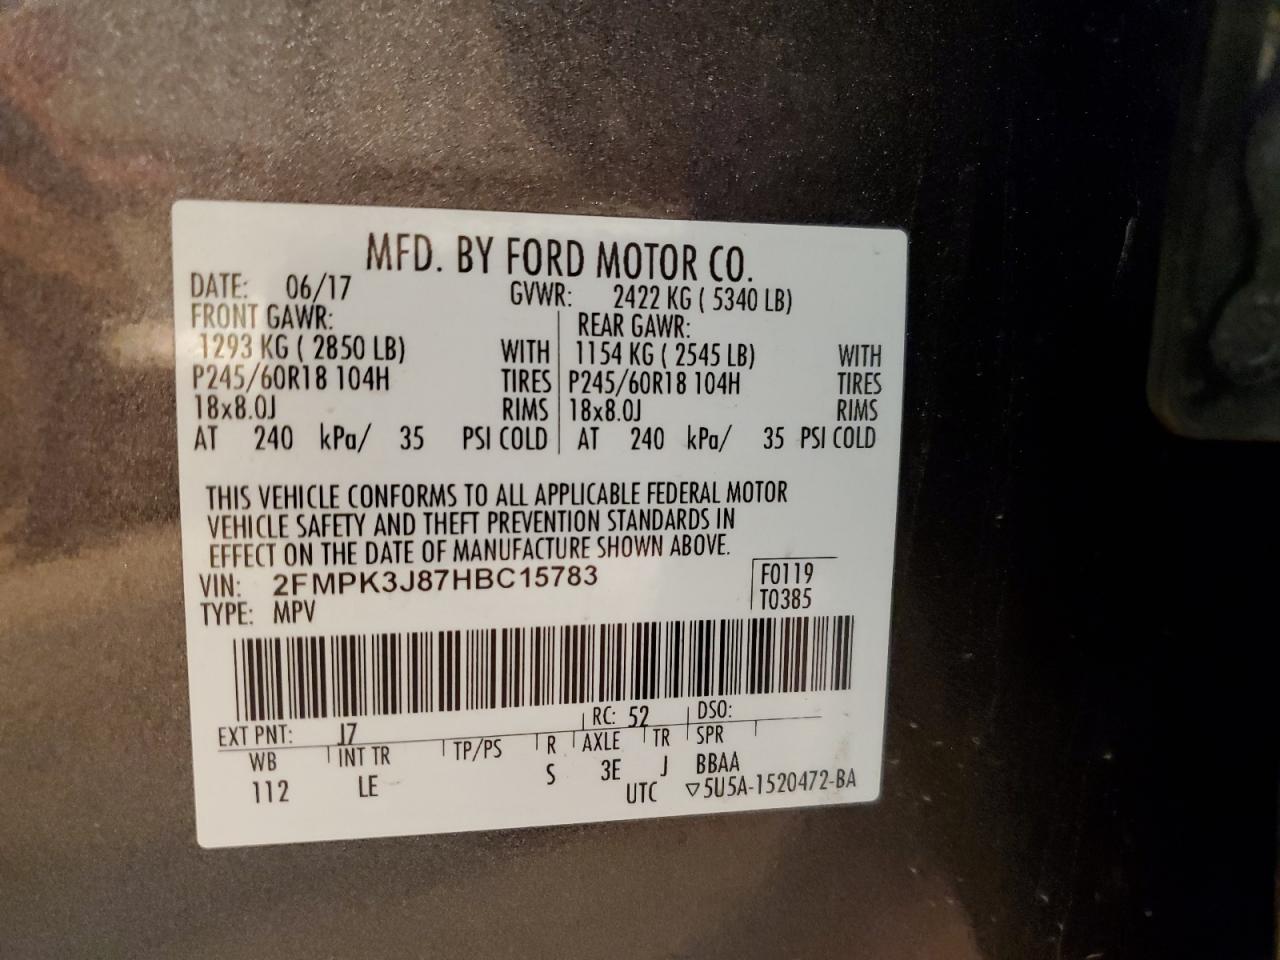 MFD. BY FORD MOTOR CO.
DATE: 06/17 GVWR: 2422 KG ( 5340 LB)
FRONT GAWR: REAR GAWR:
1293 KG ( 2850 LB) WITH 1154 KG ( 2545 LB) WITH
P245/60R18 104H TIRES P245/60R18 104H TIRES
18x8.0J RIMS 18x8.0J RIMS
AT 240 kPa/ 35 PSI COLD AT 240 kPa/ 35 PSI COLD
THIS VEHICLE CONFORMS TO ALL APPLICABLE FEDERAL MOTOR
VEHICLE SAFETY AND THEFT PREVENTION STANDARDS IN
EFFECT ON THE DATE OF MANUFACTURE SHOWN ABOVE.
VIN: 2FMPK3J87HBC15783 F0119
TYPE: MPV T0385
EXT PNT: J7 RC: 52 DSO:
WB INT TR TP/PS R AXLE TR SPR
112 LE S 3E J BBAA
UTC ▽5U5A-1520472-BA